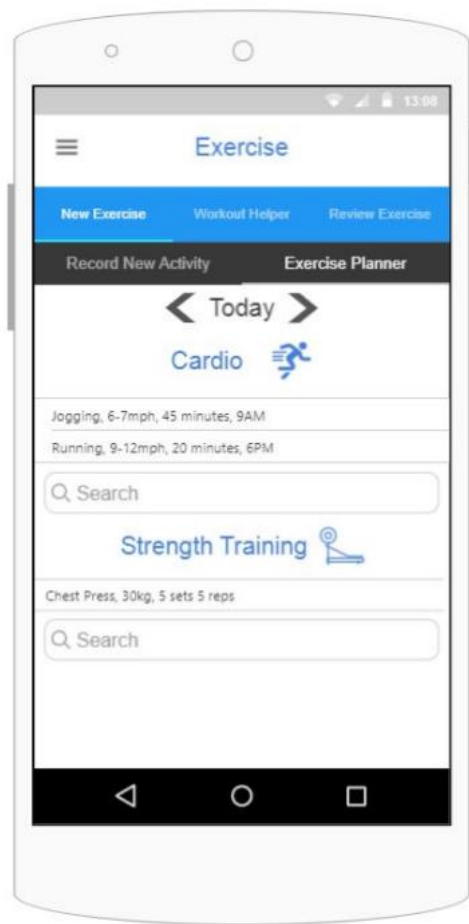 13:08
Exercise
New Exercise Workout Helper Review Exercise
Record New Activity Exercise Planner
Today
Cardio
Jogging, 6-7mph, 45 minutes, 9AM
Running, 9-12mph, 20 minutes, 6PM
Search
Strength Training
Chest Press, 30kg, 5 sets 5 reps
Search